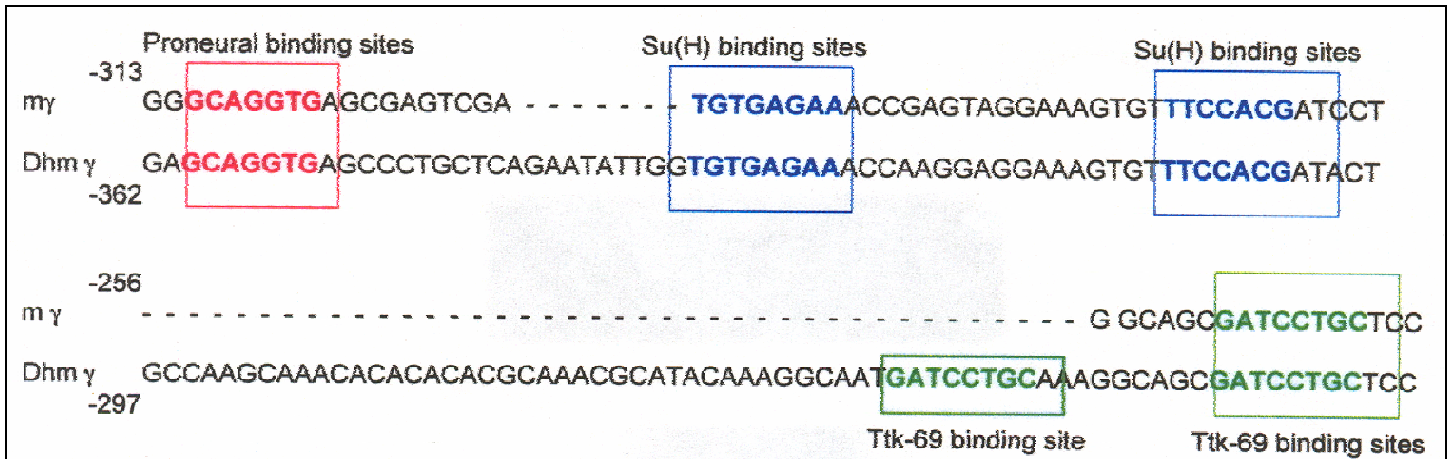 Proneural binding sites Su(H) binding sites Su(H) binding sites
-313
mγ GGGCAGGTGAGCGAGTCGA - - - - - - - TGTGAGAAACCGAGTAGGAAAGTGTTTCCACGATCCT
Dhm γ GAGCAGGTGAGCCCTGCTCAGAATATTGGTGTGAGAAACCAAGGAGGAAAGTGTTTCCACGATACT
-362
-256
m γ - - - - - - - - - - - - - - - - - - - - - - - - - - - - - - - - - - - - - - - - - - - G GCAGCGATCCTGCTCC
Dhm γ GCCAAGCAAACACACACACGCAAACGCATACAAAGGCAATGATCCTGCAAAGGCAGCGATCCTGCTCC
-297
Ttk-69 binding site Ttk-69 binding sites